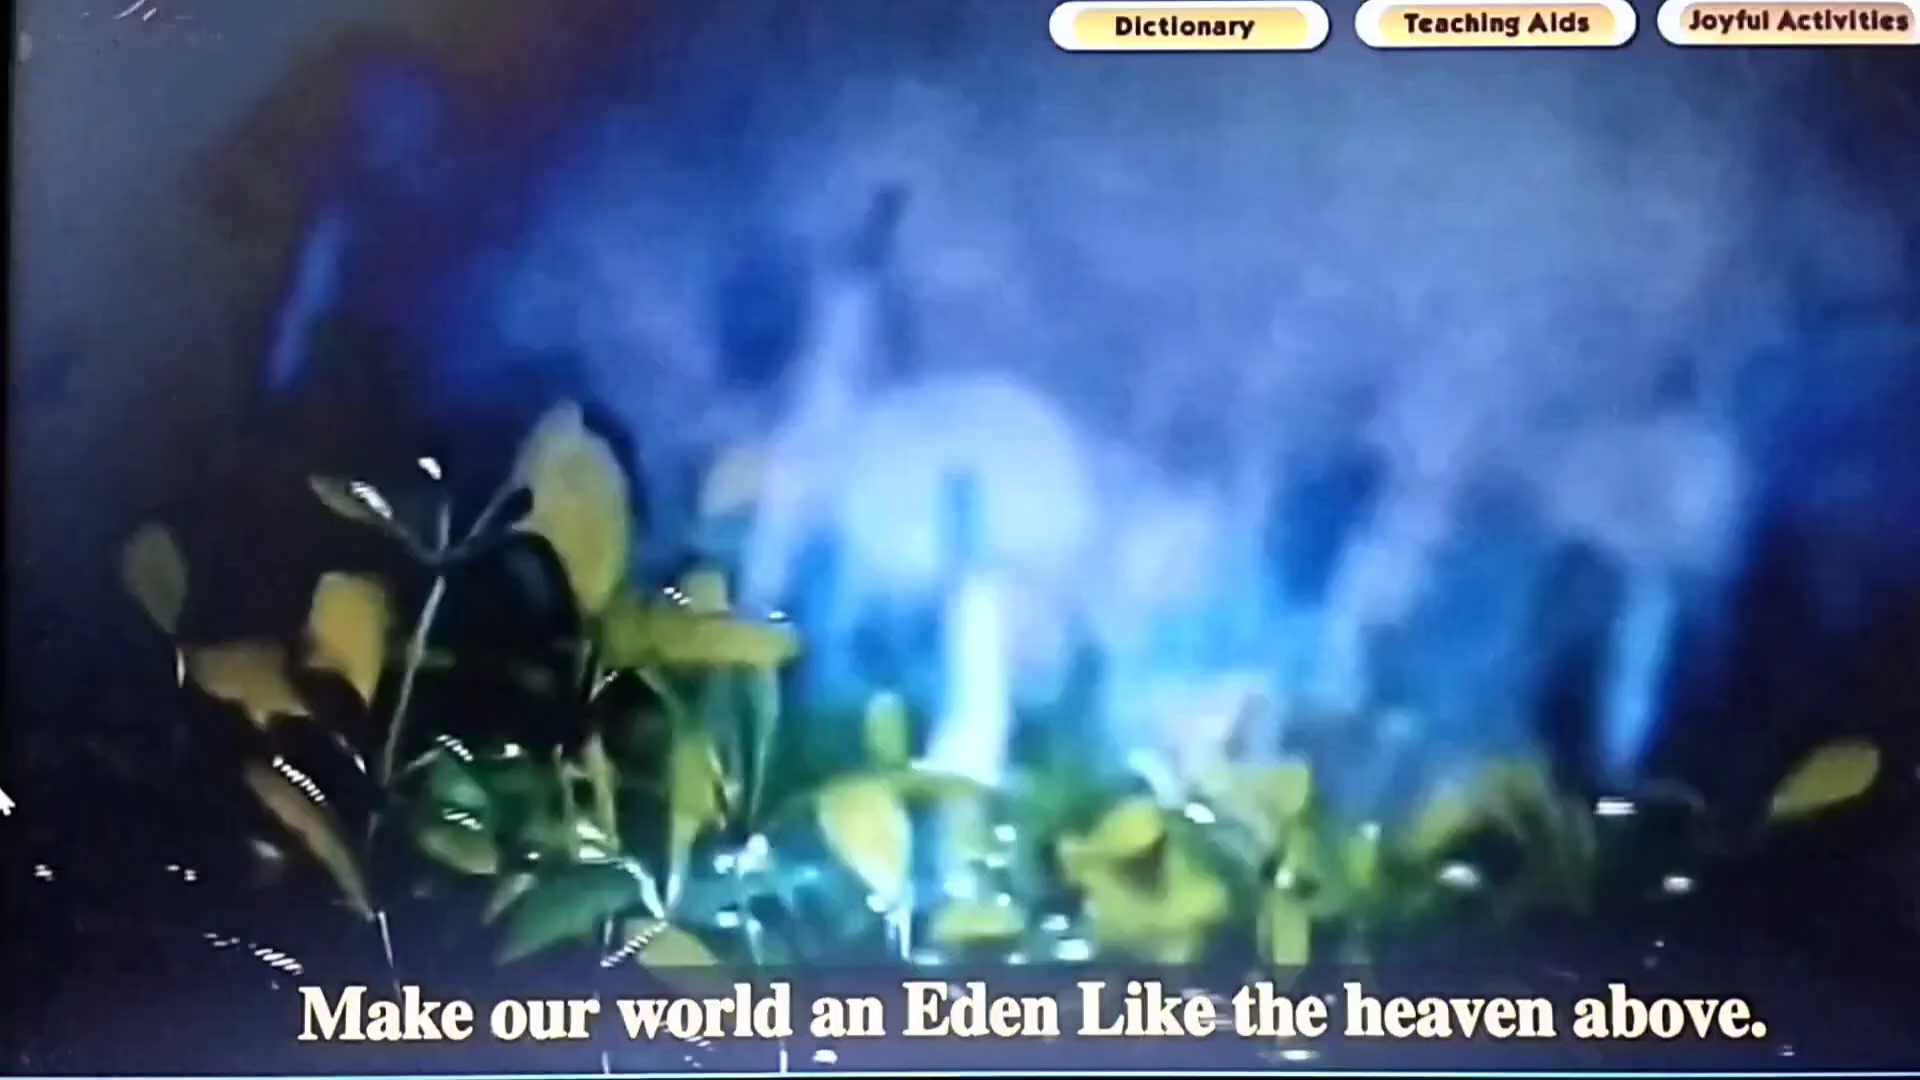 Dictionary
Teaching Aids
Joyful Activities
Make our world an Eden Like the heaven above.